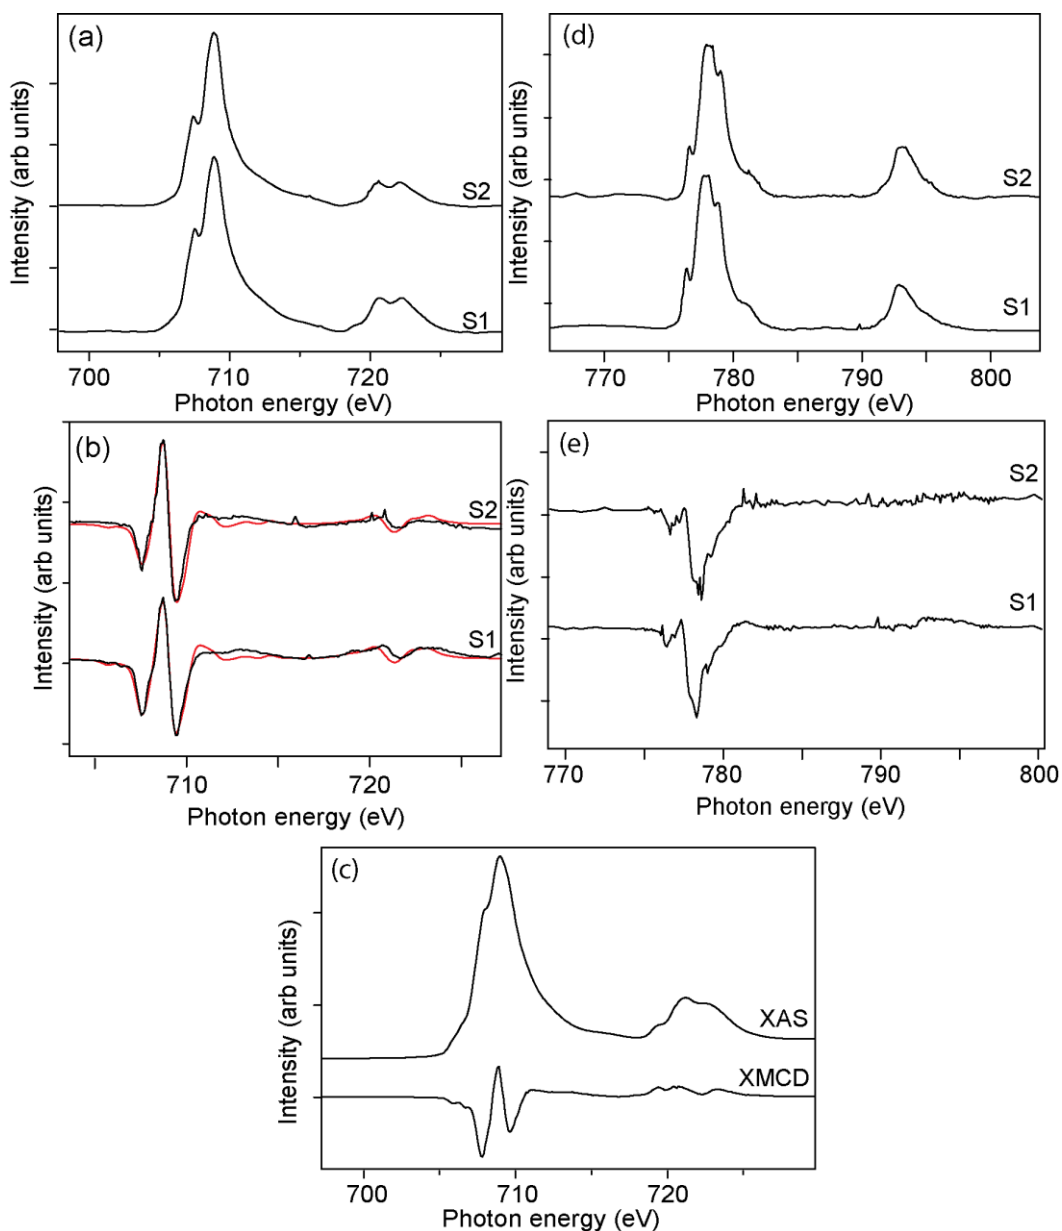 (a)
Intensity (arb units)
S2
S1
700
710
720
Photon energy (eV)
(d)
Intensity (arb units)
S2
S1
770
780
790
800
Photon energy (eV)
(b)
Intensity (arb units)
S2
S1
710
720
Photon energy (eV)
(e)
Intensity (arb units)
S2
S1
770
780
790
800
Photon energy (eV)
(c)
Intensity (arb units)
XAS
XMCD
700
710
720
Photon energy (eV)